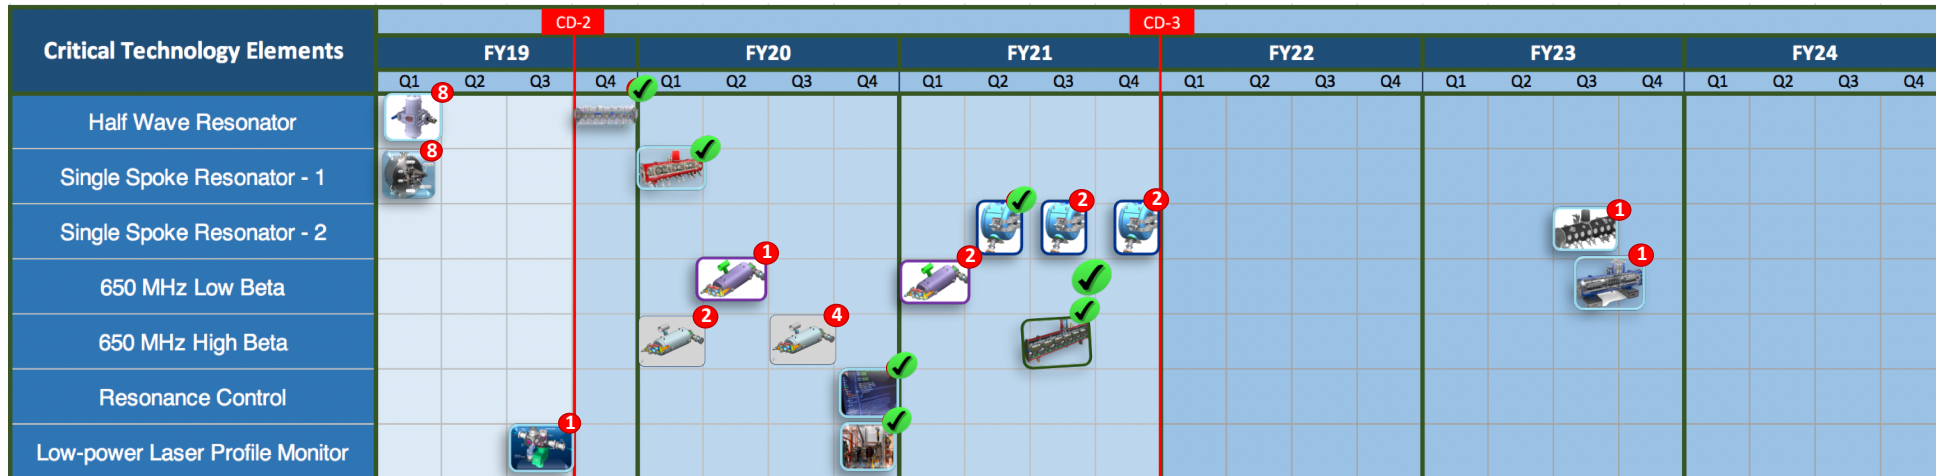 CD-2 CD-3
Critical Technology Elements FY19 FY20 FY21 FY22 FY23 FY24
Q1 Q2 Q3 Q4 Q1 Q2 Q3 Q4 Q1 Q2 Q3 Q4 Q1 Q2 Q3 Q4 Q1 Q2 Q3 Q4 Q1 Q2 Q3 Q4
Half Wave Resonator 8
Single Spoke Resonator - 1 8
Single Spoke Resonator - 2 2 2 1
650 MHz Low Beta 1 2 1
650 MHz High Beta 2 4
Resonance Control
Low-power Laser Profile Monitor 1